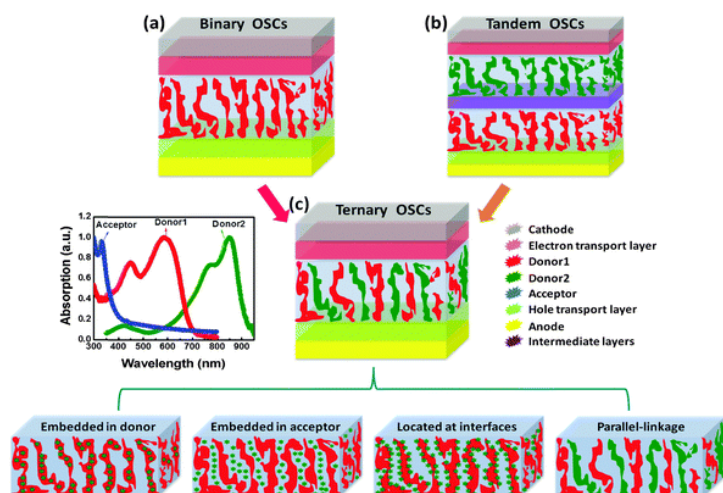 (a) Binary OSCs
(b) Tandem OSCs
(c) Ternary OSCs
Acceptor Donor1 Donor2
Absorption (a.u.)
1.0
0.8
0.6
0.4
0.2
0.0
300 400 500 600 700 800 900
Wavelength (nm)
Cathode
Electron transport layer
Donor1
Donor2
Acceptor
Hole transport layer
Anode
Intermediate layers
Embedded in donor
Embedded in acceptor
Located at interfaces
Parallel-linkage